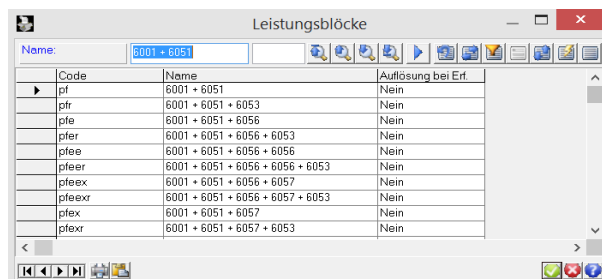 Leistungsblöcke
Name: 6001 + 6051
Code Name Auflösung bei Erf.
pf 6001 + 6051 Nein
pfr 6001 + 6051 + 6053 Nein
pfe 6001 + 6051 + 6056 Nein
pfer 6001 + 6051 + 6056 + 6053 Nein
pfee 6001 + 6051 + 6056 + 6056 Nein
pfeer 6001 + 6051 + 6056 + 6056 + 6053 Nein
pfeex 6001 + 6051 + 6056 + 6057 Nein
pfeexr 6001 + 6051 + 6056 + 6057 + 6053 Nein
pfex 6001 + 6051 + 6057 Nein
pfexr 6001 + 6051 + 6057 + 6053 Nein